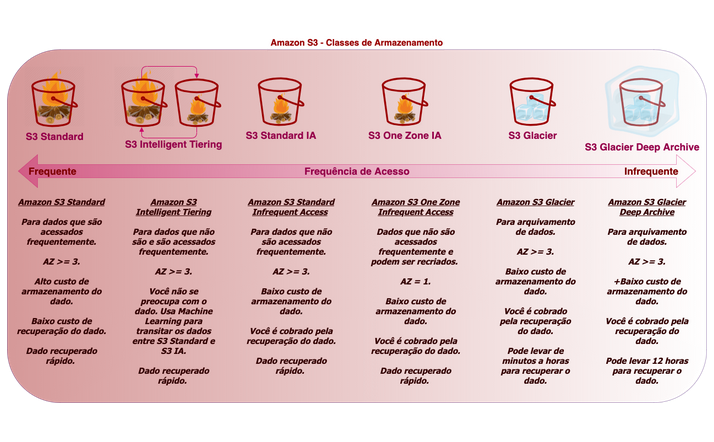 Amazon S3 - Classes de Armazenamento
S3 Standard
S3 Intelligent Tiering
S3 Standard IA
S3 One Zone IA
S3 Glacier
S3 Glacier Deep Archive
Frequente
Frequência de Acesso
Infrequente
Amazon S3 Standard
Para dados que são
acessados
frequentemente.
AZ >= 3.
Alto custo de
armazenamento do
dado.
Baixo custo de
recuperação do dado.
Dado recuperado
rápido.
Amazon S3
Intelligent Tiering
Para dados que não
são e são acessados
frequentemente.
AZ >= 3.
Você não se
preocupa com o
dado. Usa Machine
Learning para
transitar os dados
entre S3 Standard e
S3 IA.
Dado recuperado
rápido.
Amazon S3 Standard
Infrequent Access
Para dados que não
são acessados
frequentemente.
AZ >= 3.
Baixo custo de
armazenamento do
dado.
Você é cobrado pela
recuperação do dado.
Dado recuperado
rápido.
Amazon S3 One Zone
Infrequent Access
Dados que não são
acessados
frequentemente e
podem ser recriados.
AZ = 1.
Baixo custo de
armazenamento do
dado.
Você é cobrado pela
recuperação do dado.
Dado recuperado
rápido.
Amazon S3 Glacier
Para arquivamento
de dados.
AZ >= 3.
Baixo custo de
armazenamento do
dado.
Você é cobrado
pela recuperação
do dado.
Pode levar de
minutos a horas
para recuperar o
dado.
Amazon S3 Glacier
Deep Archive
Para arquivamento
de dados.
AZ >= 3.
+Baixo custo de
armazenamento do
dado.
Você é cobrado pela
recuperação do
dado.
Pode levar 12 horas
para recuperar o
dado.